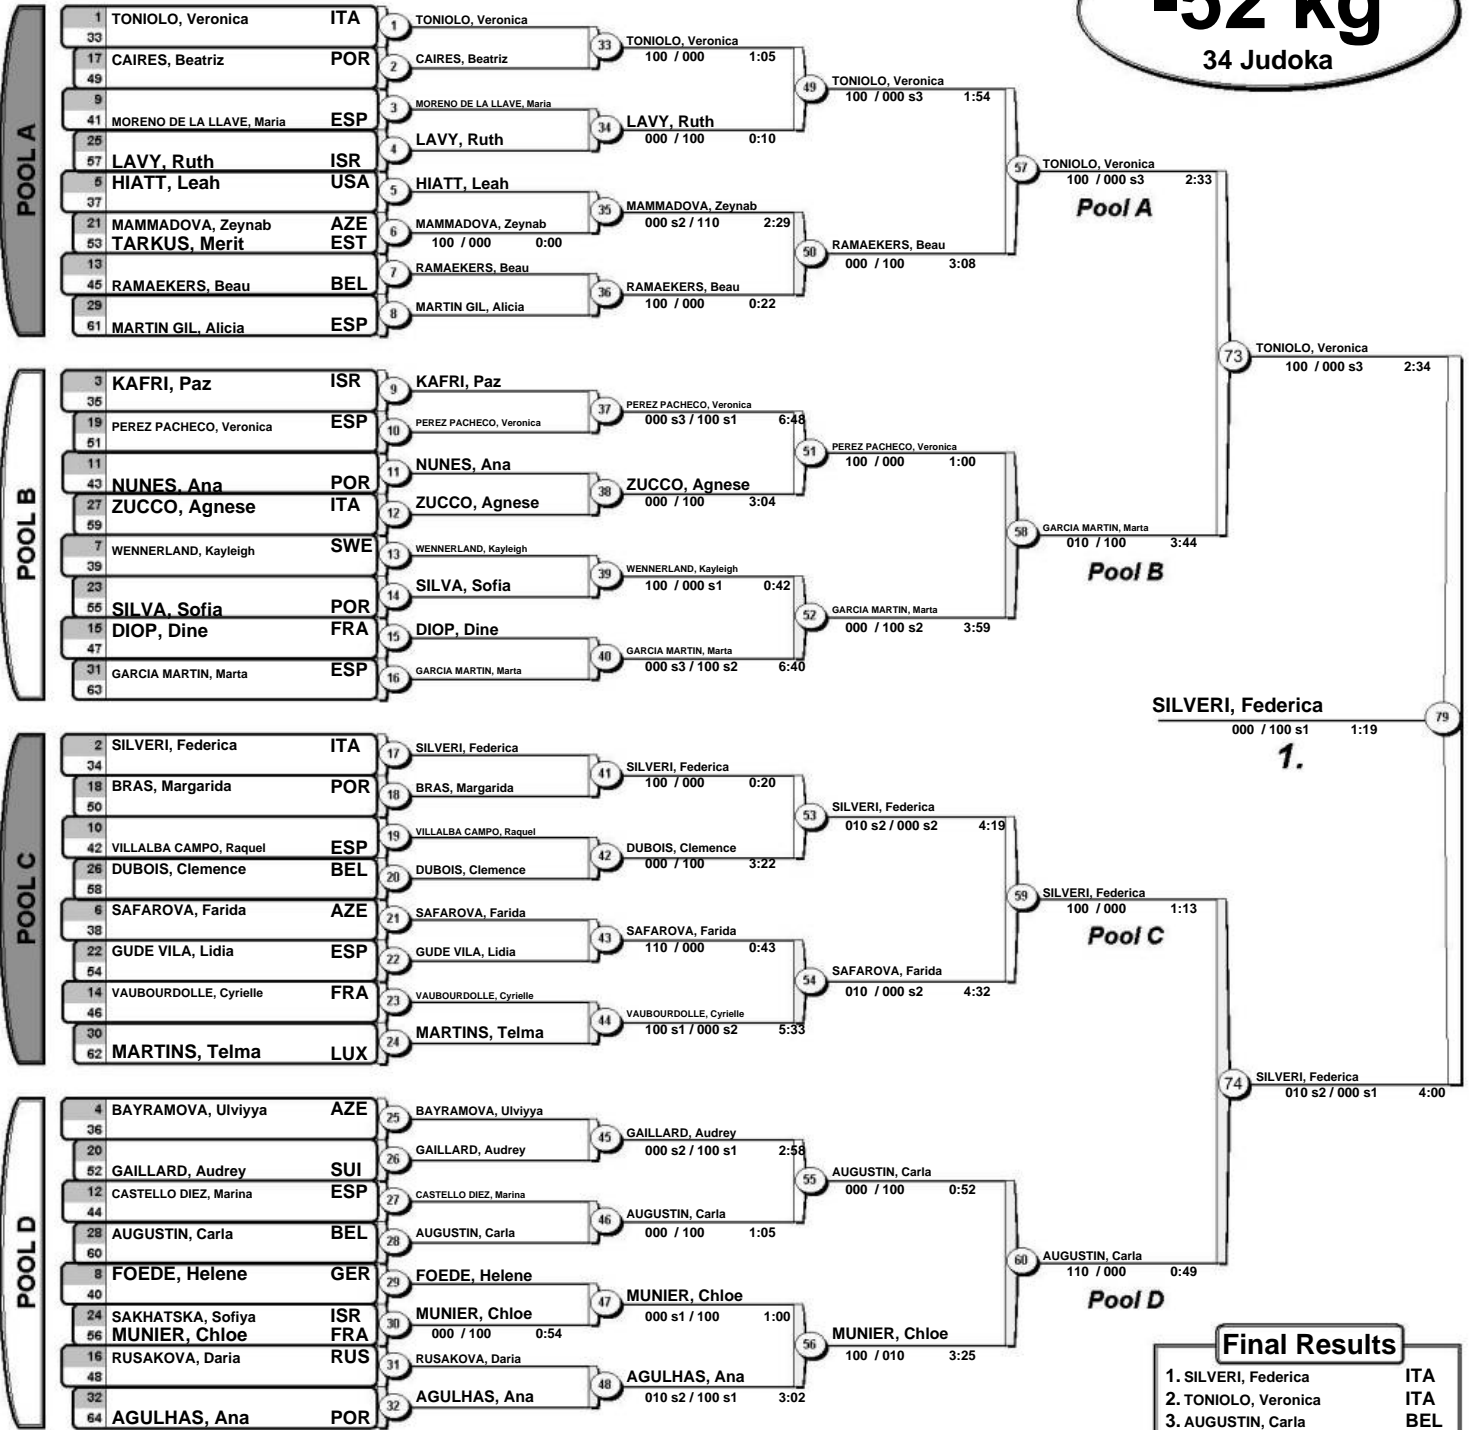 -52 kg
34 Judoka
POOL A
1 TONIOLO, Veronica ITA
33
17 CAIRES, Beatriz POR
49
9
41 MORENO DE LA LLAVE, Maria ESP
25
57 LAVY, Ruth ISR
5 HIATT, Leah USA
37
21 MAMMADOVA, Zeynab AZE
53 TARKUS, Merit EST
13
45 RAMAEKERS, Beau BEL
29
61 MARTIN GIL, Alicia ESP
1 TONIOLO, Veronica
2 CAIRES, Beatriz
3 MORENO DE LA LLAVE, Maria
4 LAVY, Ruth
5 HIATT, Leah
6 MAMMADOVA, Zeynab
100 / 000 0:00
7 RAMAEKERS, Beau
8 MARTIN GIL, Alicia
33 TONIOLO, Veronica
100 / 000 1:05
34 LAVY, Ruth
000 / 100 0:10
35 MAMMADOVA, Zeynab
000 s2 / 110 2:29
36 RAMAEKERS, Beau
100 / 000 0:22
49 TONIOLO, Veronica
100 / 000 s3 1:54
50 RAMAEKERS, Beau
000 / 100 3:08
57 TONIOLO, Veronica
100 / 000 s3 2:33
Pool A
POOL B
3 KAFRI, Paz ISR
35
19 PEREZ PACHECO, Veronica ESP
51
11
43 NUNES, Ana POR
27 ZUCCO, Agnese ITA
59
7 WENNERLAND, Kayleigh SWE
39
23
55 SILVA, Sofia POR
15 DIOP, Dine FRA
47
31 GARCIA MARTIN, Marta ESP
63
9 KAFRI, Paz
10 PEREZ PACHECO, Veronica
11 NUNES, Ana
12 ZUCCO, Agnese
13 WENNERLAND, Kayleigh
14 SILVA, Sofia
15 DIOP, Dine
16 GARCIA MARTIN, Marta
37 PEREZ PACHECO, Veronica
000 s3 / 100 s1 6:48
38 ZUCCO, Agnese
000 / 100 3:04
39 WENNERLAND, Kayleigh
100 / 000 s1 0:42
40 GARCIA MARTIN, Marta
000 s3 / 100 s2 6:40
51 PEREZ PACHECO, Veronica
100 / 000 1:00
52 GARCIA MARTIN, Marta
000 / 100 s2 3:59
58 GARCIA MARTIN, Marta
010 / 100 3:44
Pool B
73 TONIOLO, Veronica
100 / 000 s3 2:34
SILVERI, Federica 79
000 / 100 s1 1:19
1.
POOL C
2 SILVERI, Federica ITA
34
18 BRAS, Margarida POR
50
10
42 VILLALBA CAMPO, Raquel ESP
26 DUBOIS, Clemence BEL
58
6 SAFAROVA, Farida AZE
38
22 GUDE VILA, Lidia ESP
54
14 VAUBOURDOLLE, Cyrielle FRA
46
30
62 MARTINS, Telma LUX
17 SILVERI, Federica
18 BRAS, Margarida
19 VILLALBA CAMPO, Raquel
20 DUBOIS, Clemence
21 SAFAROVA, Farida
22 GUDE VILA, Lidia
23 VAUBOURDOLLE, Cyrielle
24 MARTINS, Telma
41 SILVERI, Federica
100 / 000 0:20
42 DUBOIS, Clemence
000 / 100 3:22
43 SAFAROVA, Farida
110 / 000 0:43
44 VAUBOURDOLLE, Cyrielle
100 s1 / 000 s2 5:33
53 SILVERI, Federica
010 s2 / 000 s2 4:19
54 SAFAROVA, Farida
010 / 000 s2 4:32
59 SILVERI, Federica
100 / 000 1:13
Pool C
POOL D
4 BAYRAMOVA, Ulviyya AZE
36
20
52 GAILLARD, Audrey SUI
12 CASTELLO DIEZ, Marina ESP
44
28 AUGUSTIN, Carla BEL
60
8 FOEDE, Helene GER
40
24 SAKHATSKA, Sofiya ISR
56 MUNIER, Chloe FRA
16 RUSAKOVA, Daria RUS
48
32
64 AGULHAS, Ana POR
25 BAYRAMOVA, Ulviyya
26 GAILLARD, Audrey
27 CASTELLO DIEZ, Marina
28 AUGUSTIN, Carla
29 FOEDE, Helene
30 MUNIER, Chloe
000 / 100 0:54
31 RUSAKOVA, Daria
32 AGULHAS, Ana
45 GAILLARD, Audrey
000 s2 / 100 s1 2:58
46 AUGUSTIN, Carla
000 / 100 1:05
47 MUNIER, Chloe
000 s1 / 100 1:00
48 AGULHAS, Ana
010 s2 / 100 s1 3:02
55 AUGUSTIN, Carla
000 / 100 0:52
56 MUNIER, Chloe
100 / 010 3:25
60 AUGUSTIN, Carla
110 / 000 0:49
Pool D
74 SILVERI, Federica
010 s2 / 000 s1 4:00
Final Results
1. SILVERI, Federica ITA
2. TONIOLO, Veronica ITA
3. AUGUSTIN, Carla BEL